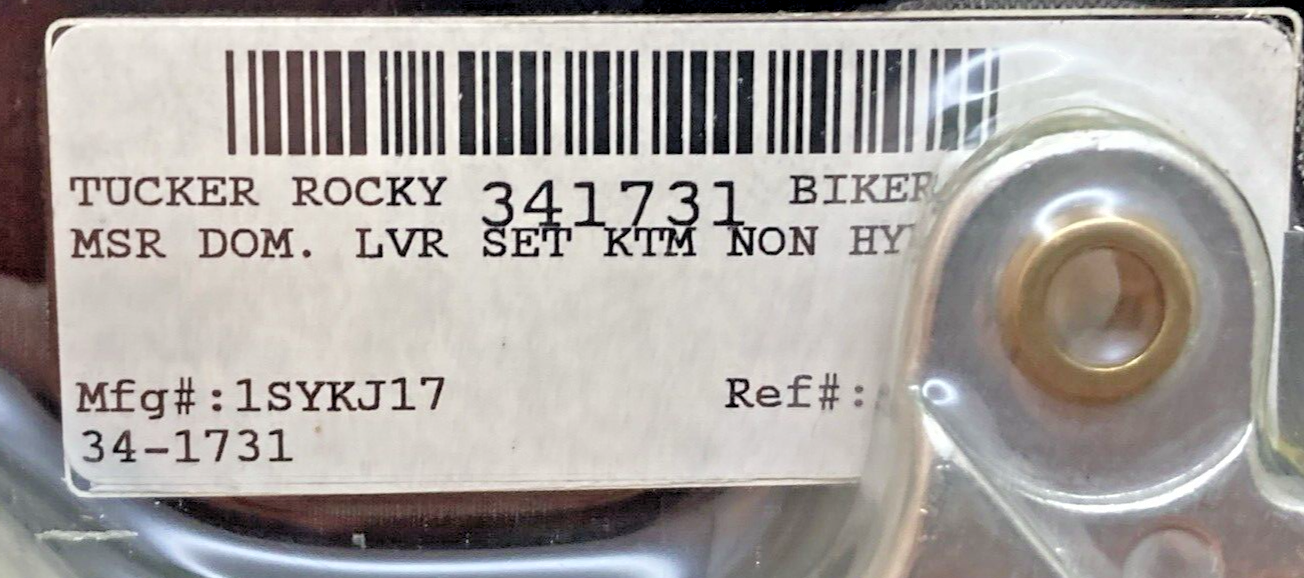 TUCKER ROCKY 341731 BIKER
MSR DOM. LVR SET KTM NON
Mfg#:1SYKJ17 Ref#:
34-1731